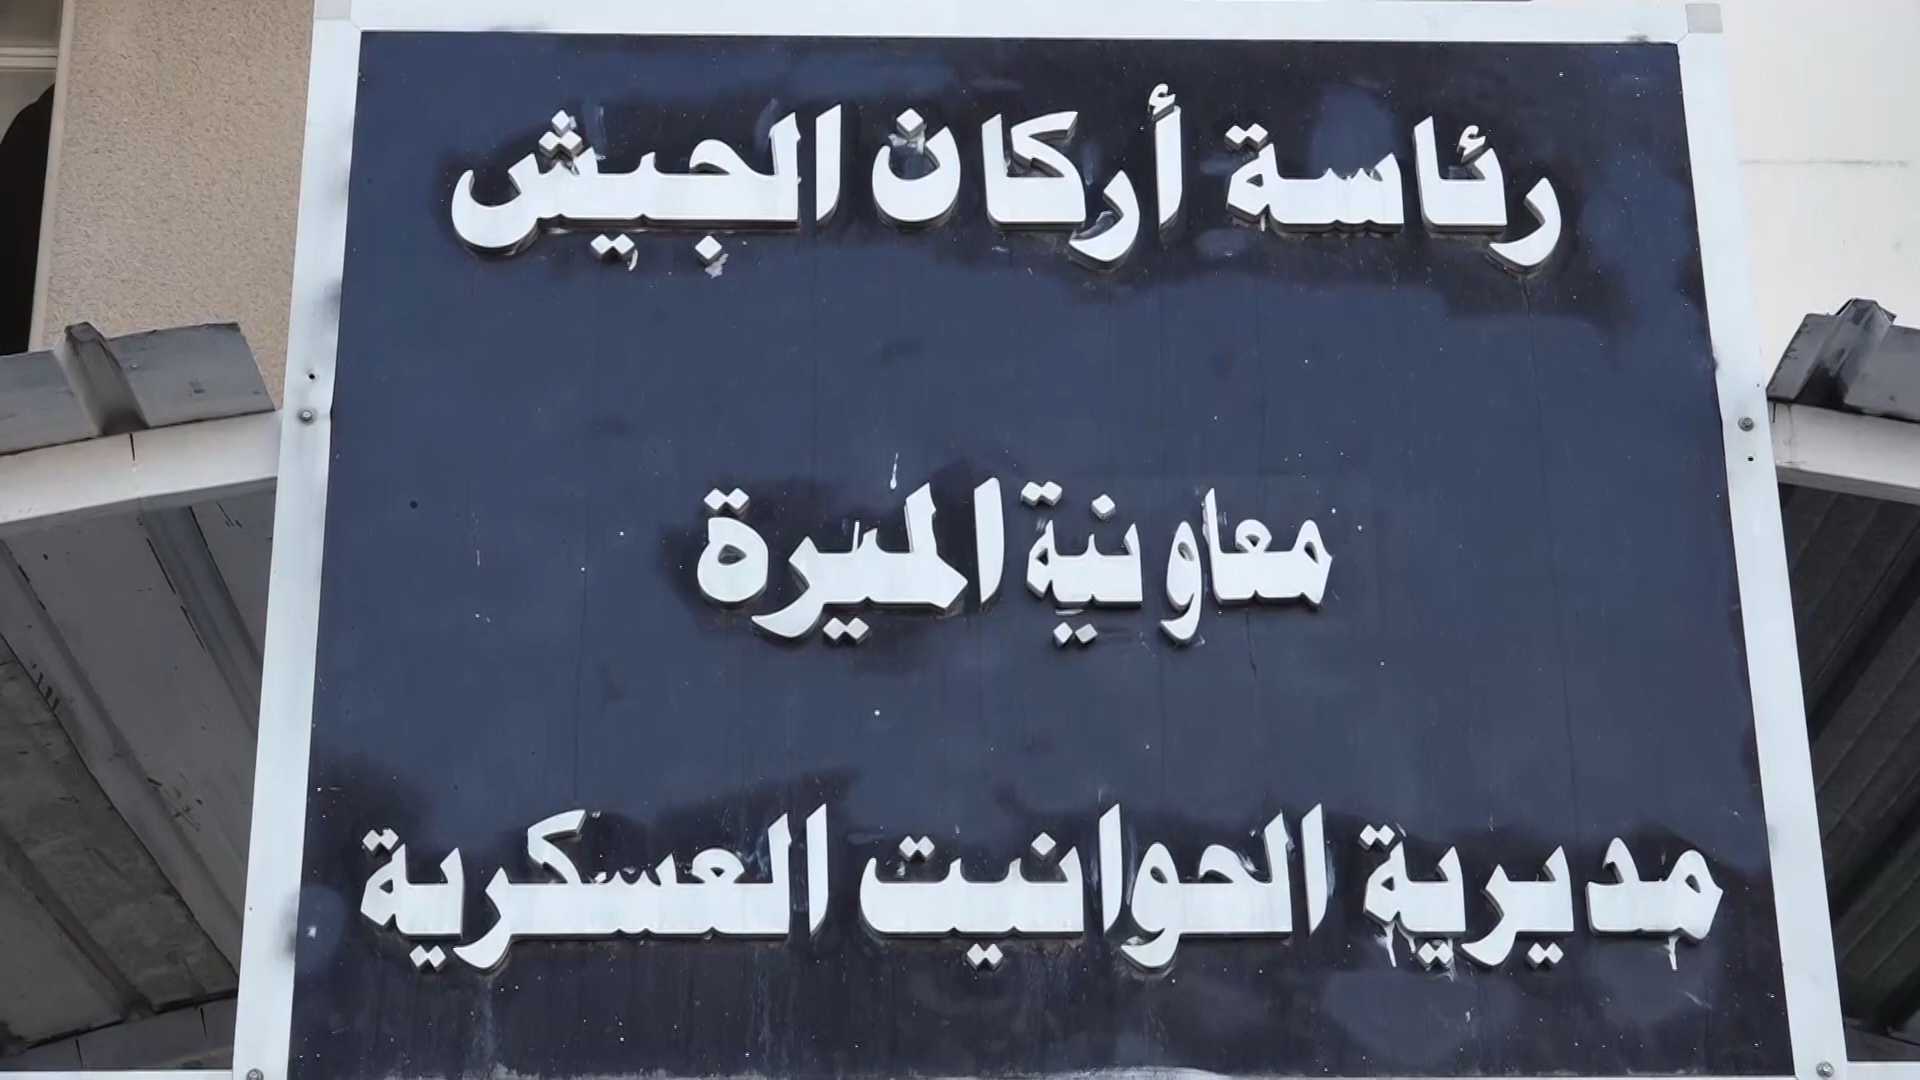 رئاسة أركان الجيش
معاونية الميرة
مديرية الحوانيت العسكرية